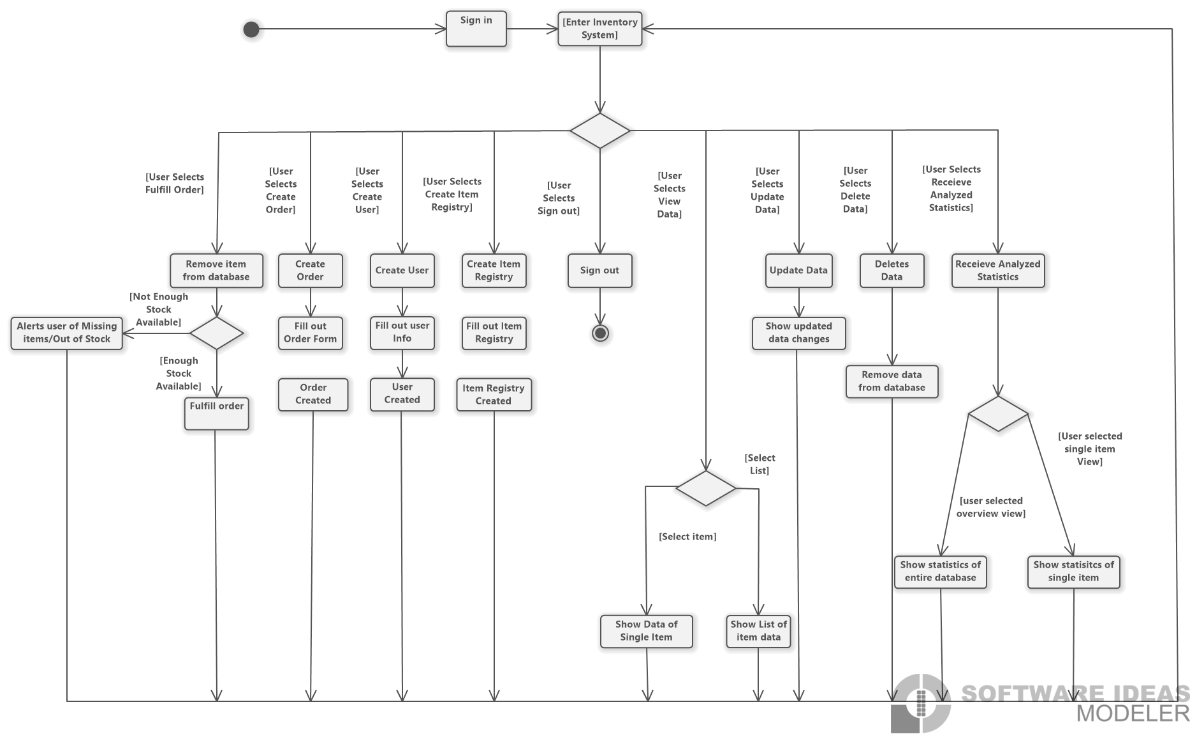 Sign in
[Enter Inventory
System]
[User Selects
Fulfill Order]
[User
Selects
Create
Order]
[User
Selects
Create
User]
[User Selects
Create Item
Registry]
[User
Selects
Sign out]
[User
Selects
View
Data]
[User
Selects
Update
Data]
[User
Selects
Delete
Data]
[User Selects
Receieve
Analyzed
Statistics]
Remove item
from database
Create
Order
Create User
Create Item
Registry
Sign out
Update Data
Deletes
Data
Receieve Analyzed
Statistics
[Not Enough
Stock
Available]
Alerts user of Missing
items/Out of Stock
Fill out
Order Form
Fill out user
Info
Fill out Item
Registry
Show updated
data changes
[Enough
Stock
Available]
Fulfill order
Order
Created
User
Created
Item Registry
Created
Remove data
from database
[Select
List]
[User selected
single item
View]
[user selected
overview view]
[Select item]
Show statistics of
entire database
Show statisitcs of
single item
Show Data of
Single Item
Show List of
item data
SOFTWARE IDEAS
MODELER